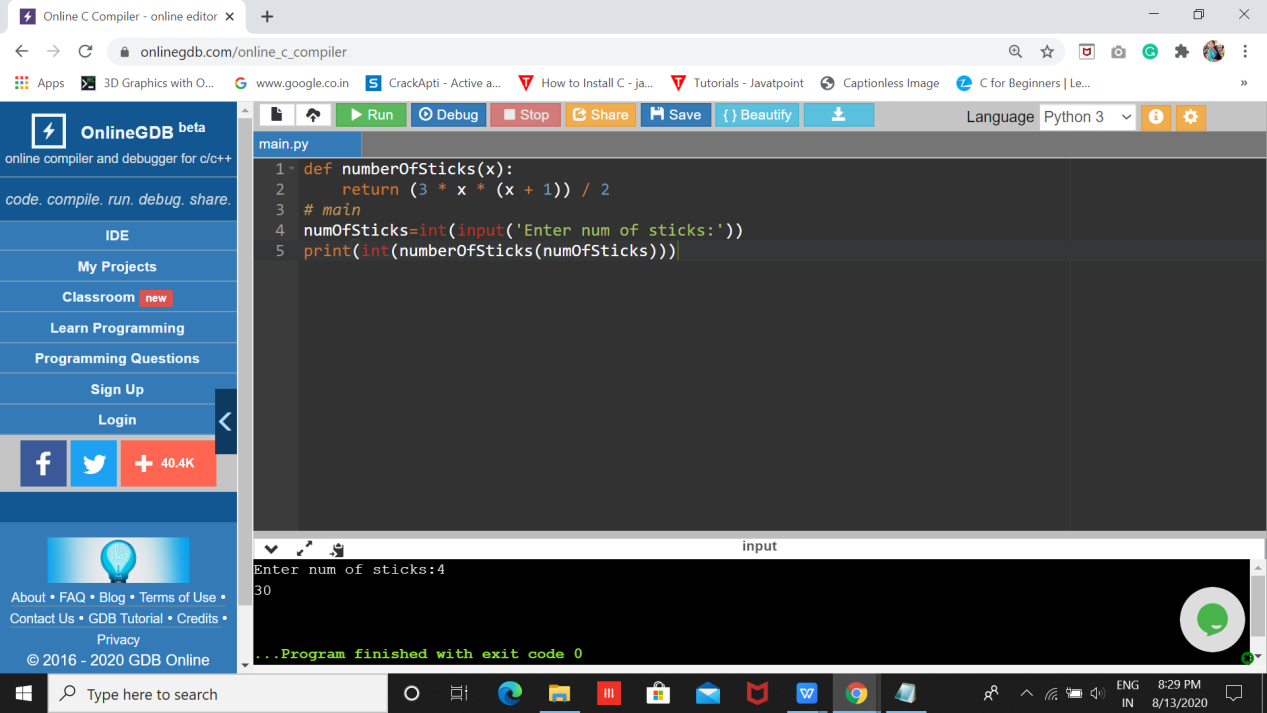 Online C Compiler - online editor
onlinegdb.com/online_c_compiler
Apps 3D Graphics with O... www.google.co.in CrackApti - Active a... How to Install C - ja... Tutorials - Javatpoint Captionless Image C for Beginners | Le... »
OnlineGDB beta
online compiler and debugger for c/c++
code. compile. run. debug. share.
IDE
My Projects
Classroom new
Learn Programming
Programming Questions
Sign Up
Login
f + 40.4K
About • FAQ • Blog • Terms of Use •
Contact Us • GDB Tutorial • Credits •
Privacy
© 2016 - 2020 GDB Online
Run Debug Stop Share Save { } Beautify
Language Python 3
main.py
1 def numberOfSticks(x):
2     return (3 * x * (x + 1)) / 2
3 # main
4 numOfSticks=int(input('Enter num of sticks:'))
5 print(int(numberOfSticks(numOfSticks)))
input
Enter num of sticks:4
30
...Program finished with exit code 0
Type here to search
ENG
IN
8:29 PM
8/13/2020